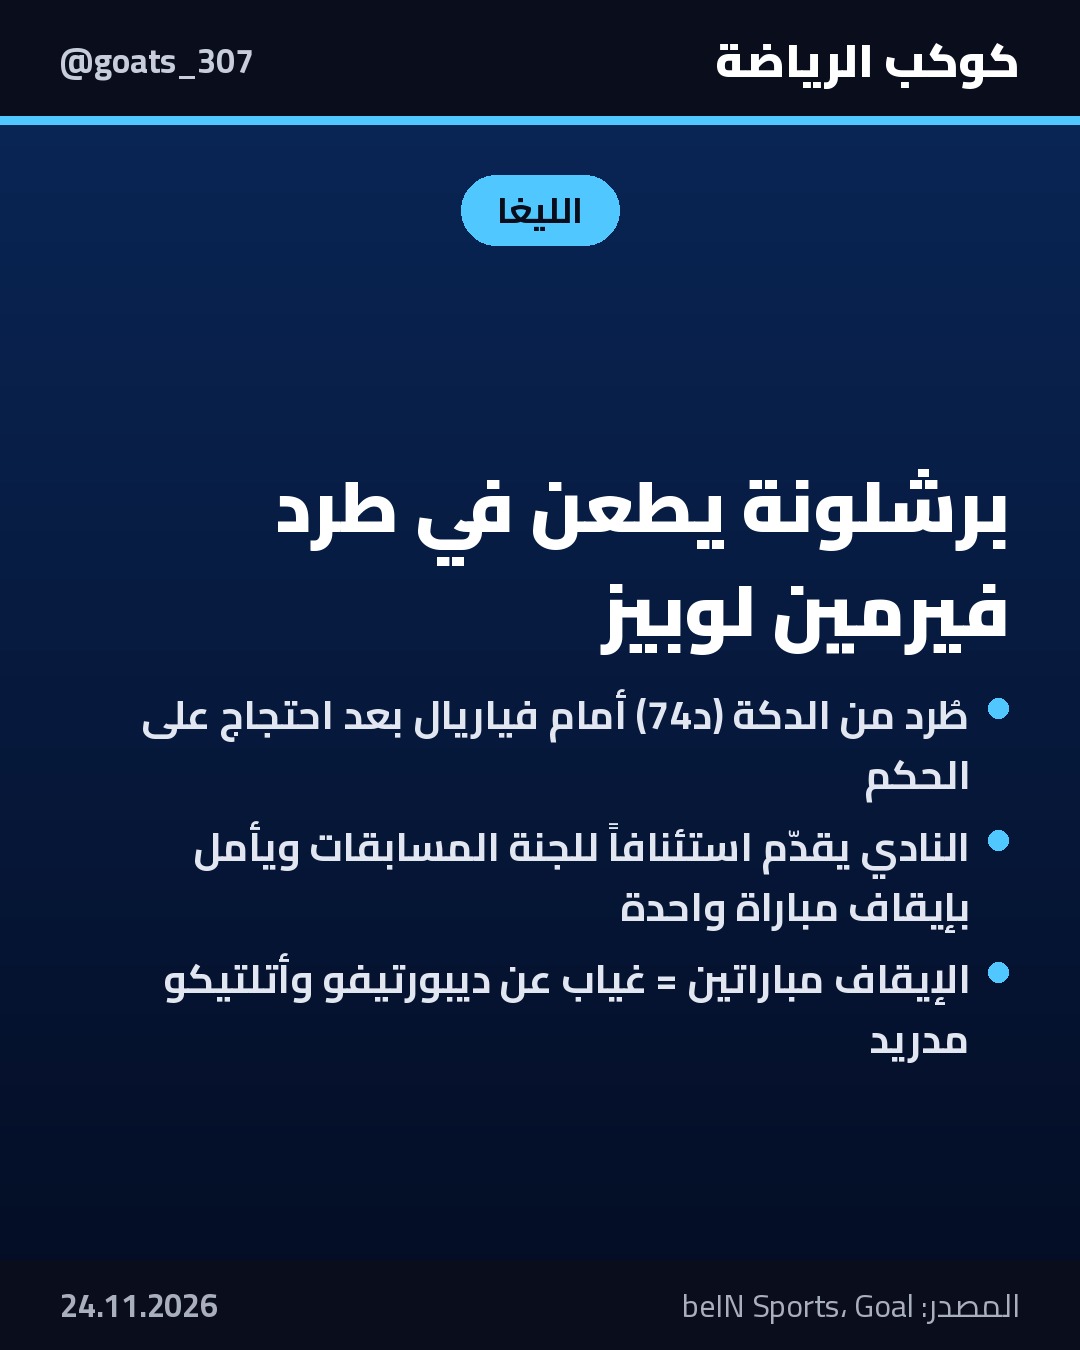 كوكب الرياضة
@goats_307
الليغا
برشلونة يطعن في طرد
فيرمين لوبيز
طُرد من الدكة (د74) أمام فياريال بعد احتجاج على
الحكم
النادي يقدّم استئنافاً للجنة المسابقات ويأمل
بإيقاف مباراة واحدة
الإيقاف مباراتين = غياب عن ديبورتيفو وأتلتيكو
مدريد
المصدر: beIN Sports، Goal
24.11.2026